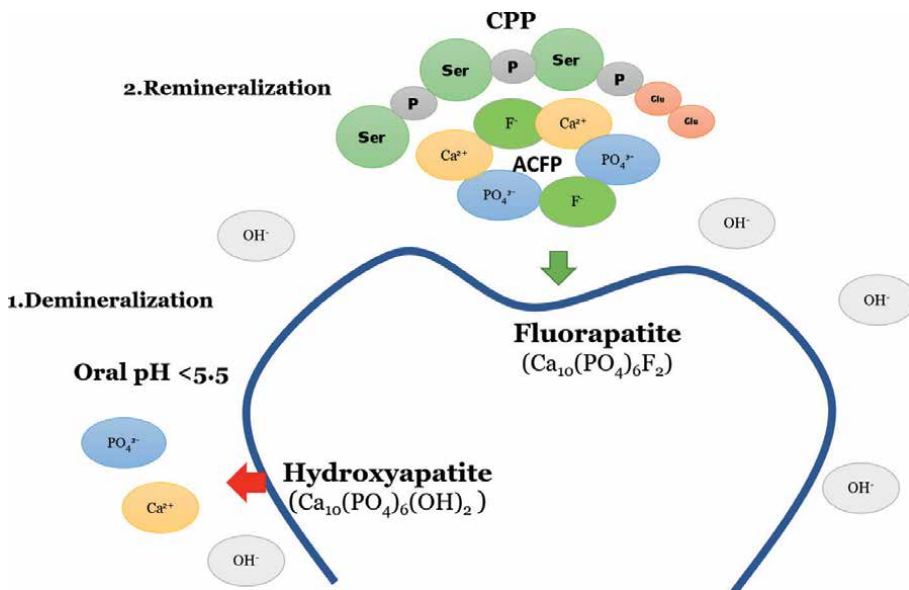 CPP
2.Remineralization
Ser
P
Ser
P
Ser
P
Glu
Glu
Ca²⁺
F⁻
Ca²⁺
ACFP
PO₄³⁻
PO₄³⁻
F⁻
OH⁻
OH⁻
1.Demineralization
OH⁻
Fluorapatite
(Ca₁₀(PO₄)₆F₂)
Oral pH <5.5
PO₄³⁻
Ca²⁺
Hydroxyapatite
(Ca₁₀(PO₄)₆(OH)₂ )
OH⁻
OH⁻